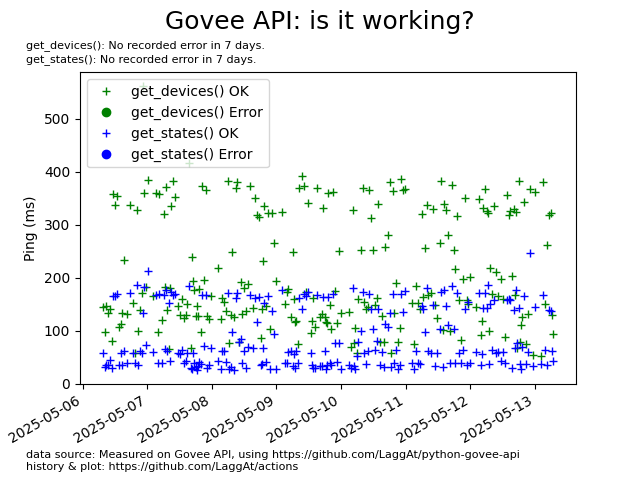 Govee API: is it working?
get_devices(): No recorded error in 7 days.
get_states(): No recorded error in 7 days.
get_devices() OK
get_devices() Error
get_states() OK
get_states() Error
Ping (ms)
500
400
300
200
100
0
2025-05-06
2025-05-07
2025-05-08
2025-05-09
2025-05-10
2025-05-11
2025-05-12
2025-05-13
data source: Measured on Govee API, using https://github.com/LaggAt/python-govee-api
history & plot: https://github.com/LaggAt/actions